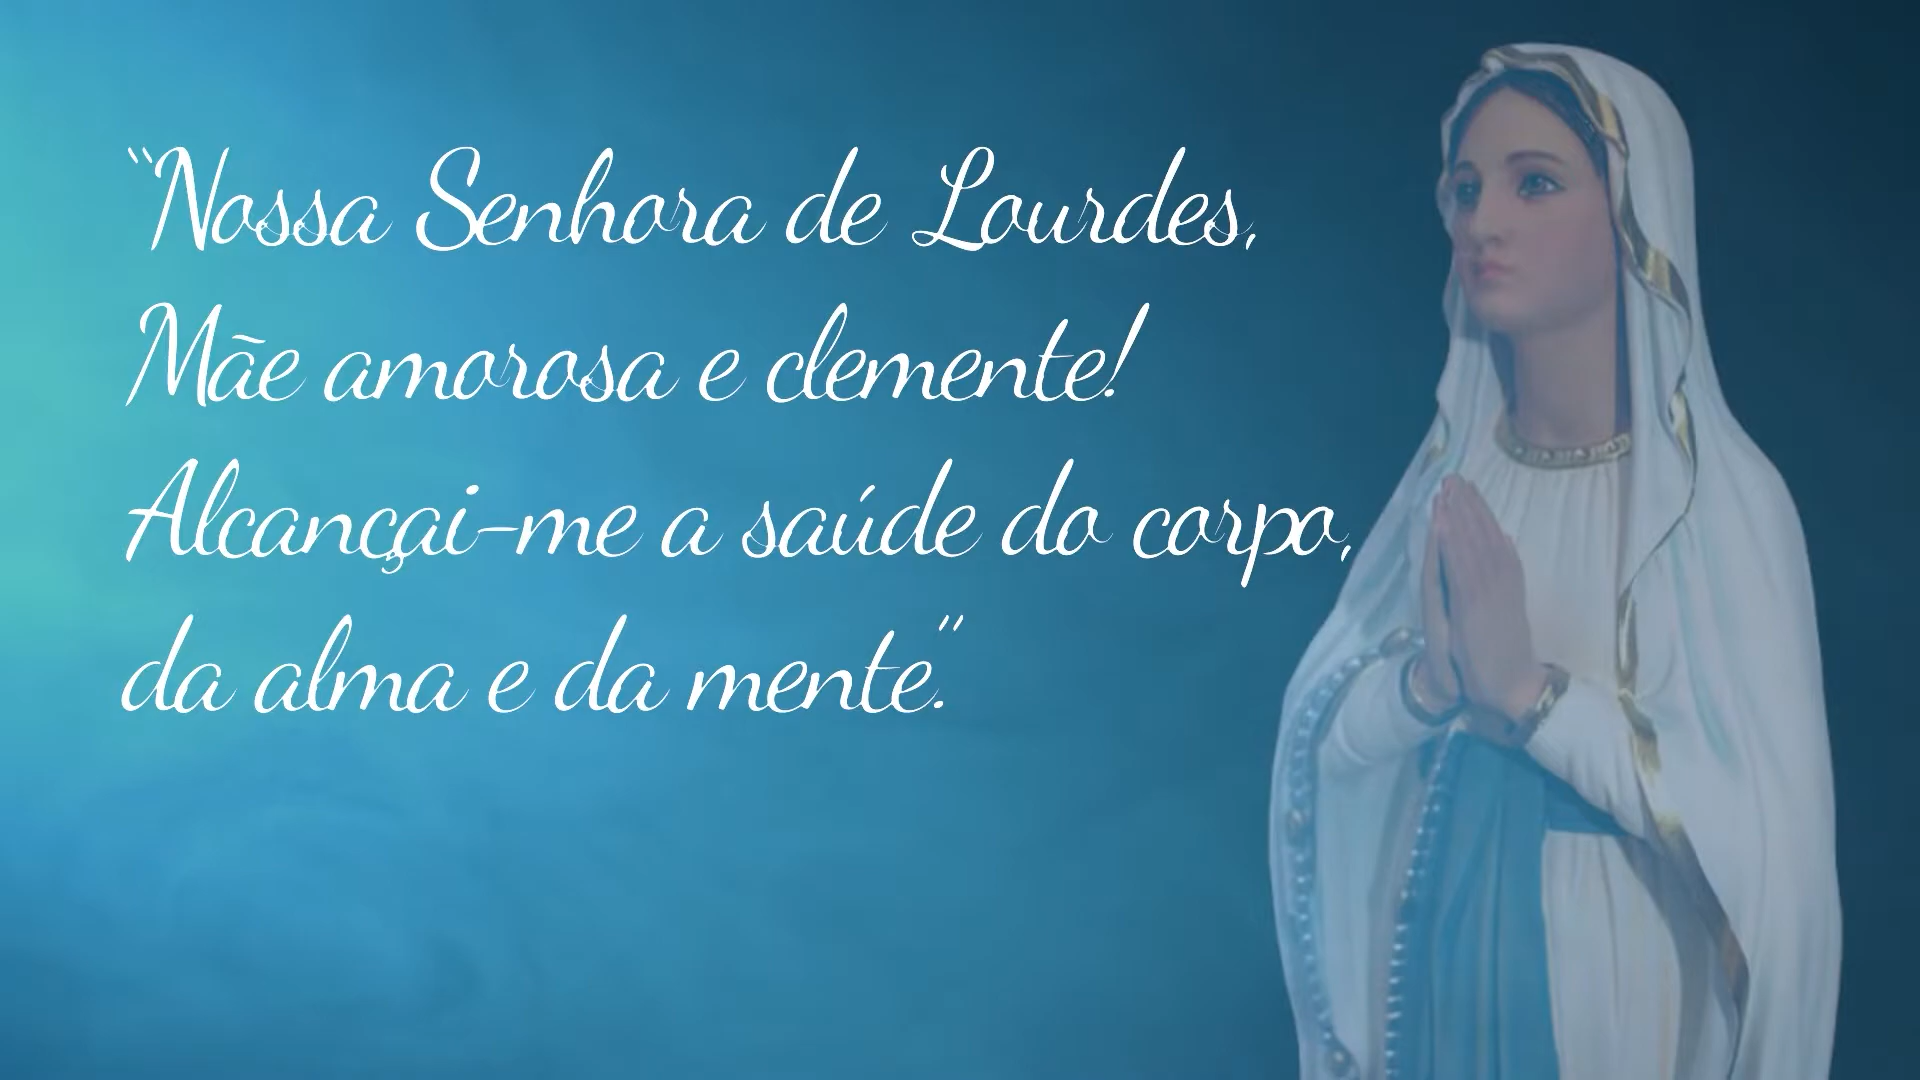 “Nossa Senhora de Lourdes,
Mãe amorosa e clemente!
Alcançai-me a saúde do corpo,
da alma e da mente.”